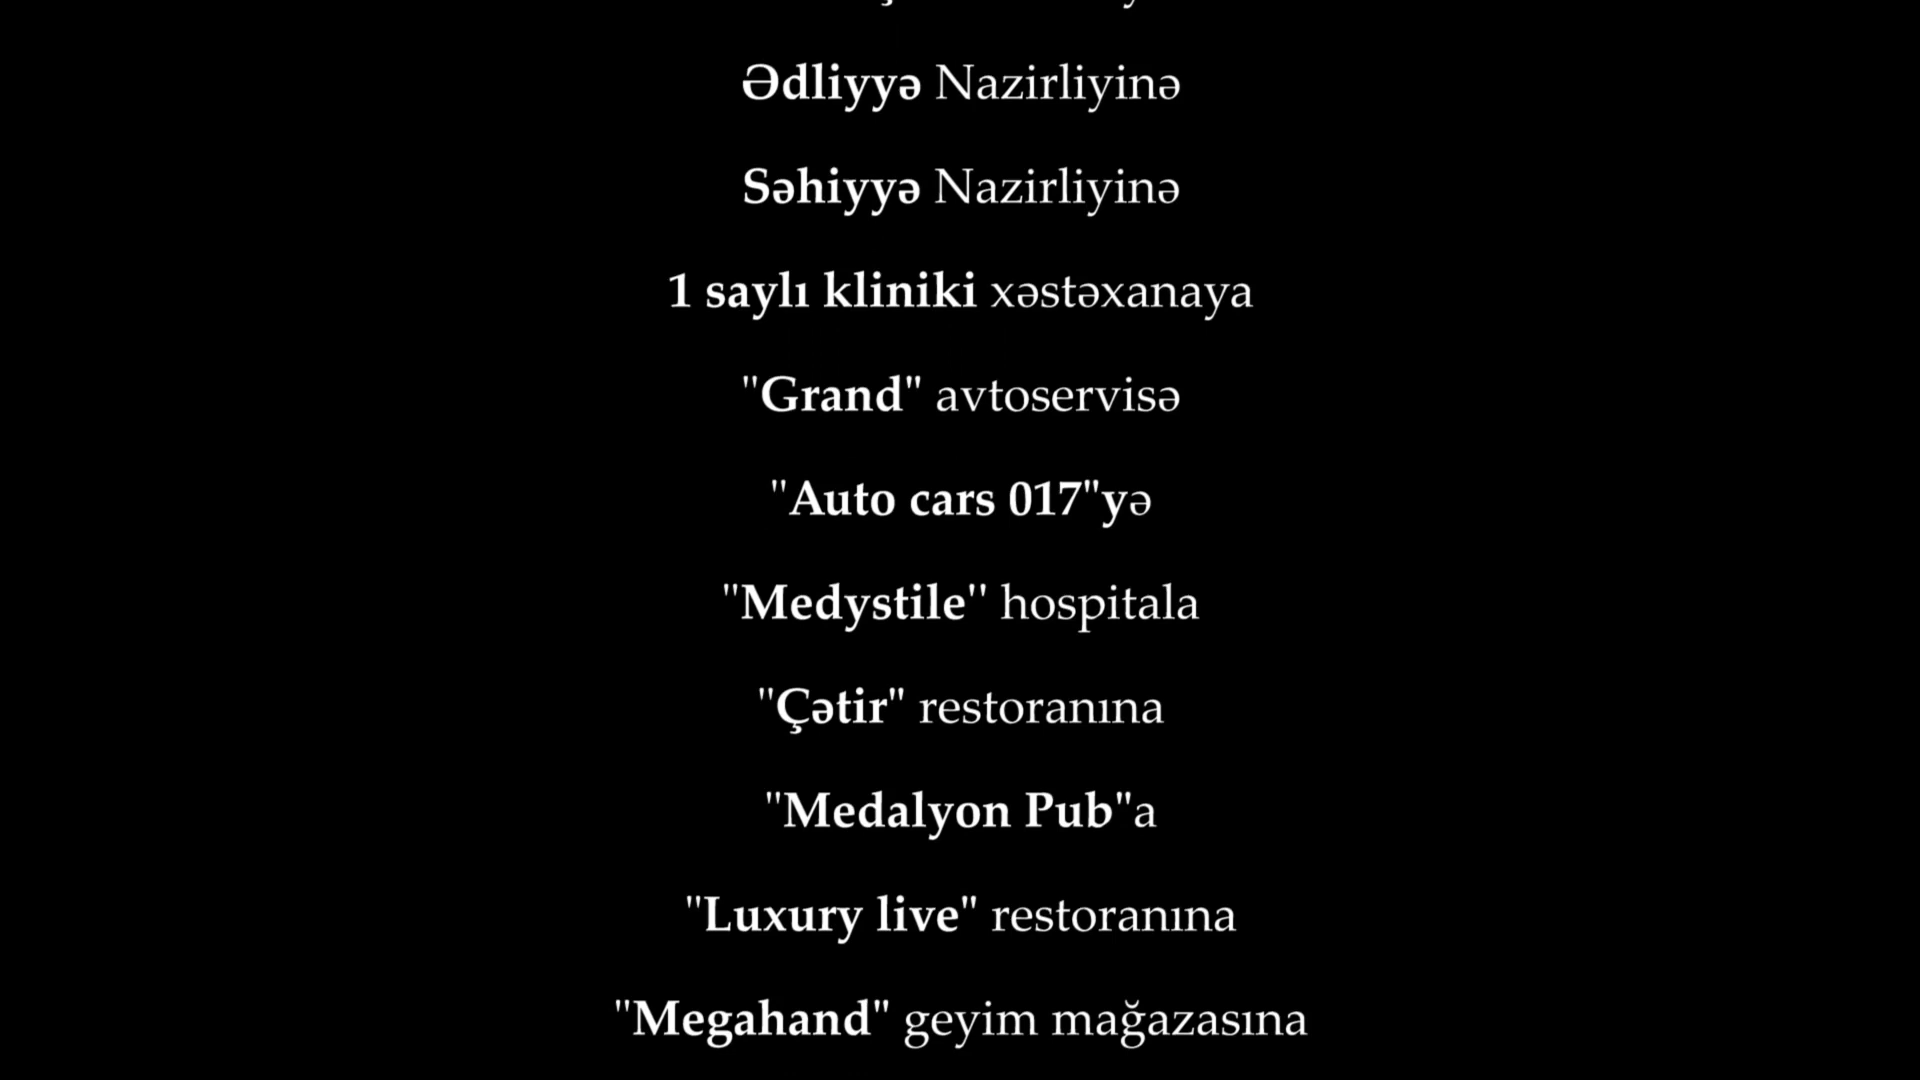 Ədliyyə Nazirliyinə
Səhiyyə Nazirliyinə
1 saylı kliniki xəstəxanaya
"Grand" avtoservisə
"Auto cars 017"yə
"Medystile" hospitala
"Çətir" restoranına
"Medalyon Pub"a
"Luxury live" restoranına
"Megahand" geyim mağazasına